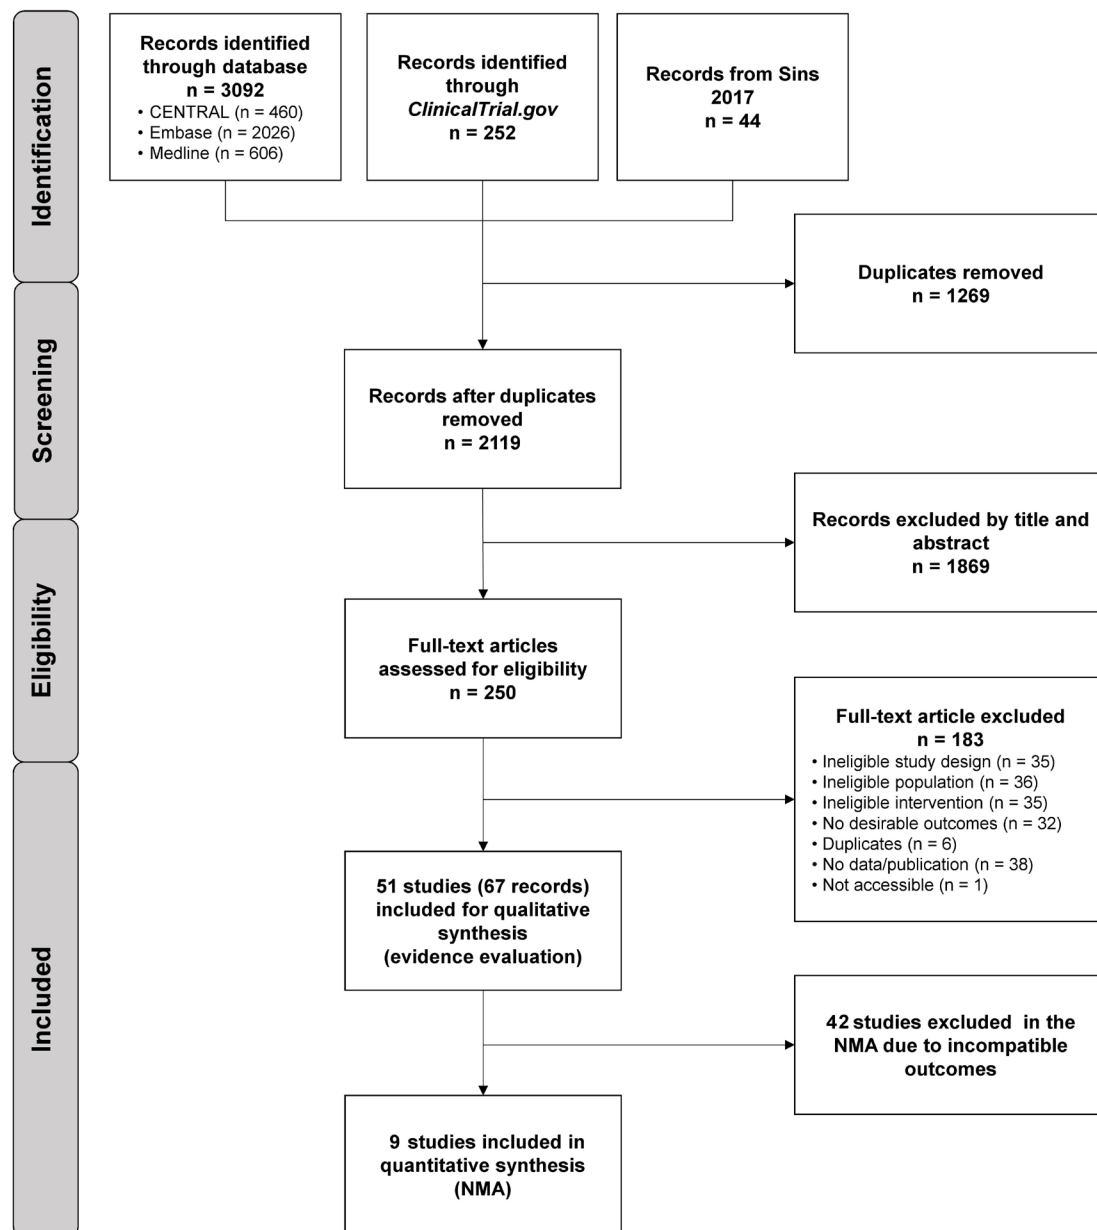 Identification
Records identified
through database
n = 3092
• CENTRAL (n = 460)
• Embase (n = 2026)
• Medline (n = 606)
Records identified
through
ClinicalTrial.gov
n = 252
Records from Sins
2017
n = 44
Duplicates removed
n = 1269
Screening
Records after duplicates
removed
n = 2119
Records excluded by title and
abstract
n = 1869
Eligibility
Full-text articles
assessed for eligibility
n = 250
Full-text article excluded
n = 183
• Ineligible study design (n = 35)
• Ineligible population (n = 36)
• Ineligible intervention (n = 35)
• No desirable outcomes (n = 32)
• Duplicates (n = 6)
• No data/publication (n = 38)
• Not accessible (n = 1)
Included
51 studies (67 records)
included for qualitative
synthesis
(evidence evaluation)
42 studies excluded in the
NMA due to incompatible
outcomes
9 studies included in
quantitative synthesis
(NMA)